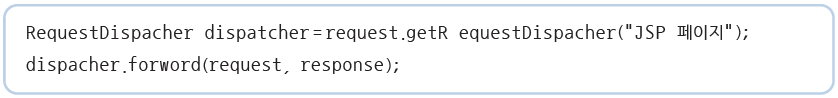 RequestDispacher dispatcher=request.getR equestDispacher("JSP 페이지");
dispacher.forword(request, response);